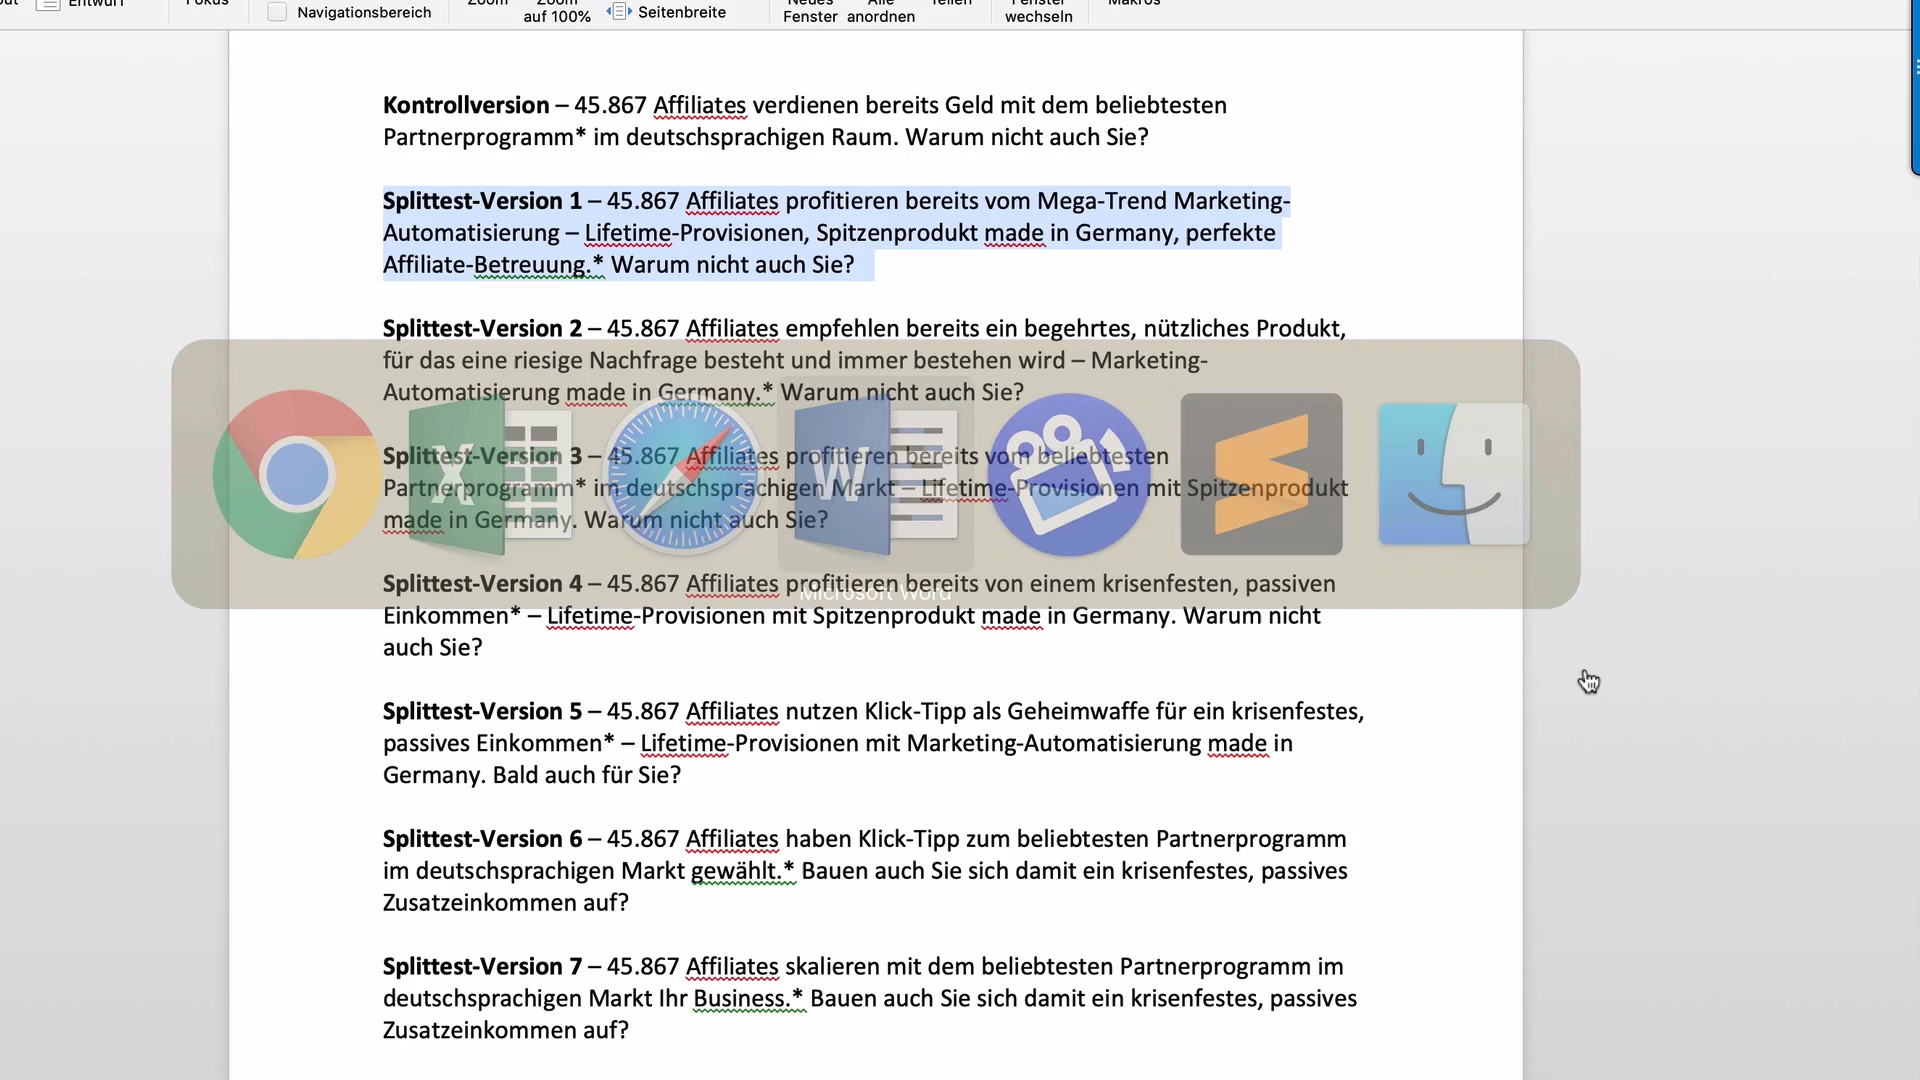 Entwurf
Fokus
Navigationsbereich
Zoom
Zoom
auf 100%
Seitenbreite
Neues
Fenster
Alle
anordnen
Teilen
Fenster
wechseln
Makros
Kontrollversion – 45.867 Affiliates verdienen bereits Geld mit dem beliebtesten
Partnerprogramm* im deutschsprachigen Raum. Warum nicht auch Sie?
Splittest-Version 1 – 45.867 Affiliates profitieren bereits vom Mega-Trend Marketing-
Automatisierung – Lifetime-Provisionen, Spitzenprodukt made in Germany, perfekte
Affiliate-Betreuung.* Warum nicht auch Sie?
Splittest-Version 2 – 45.867 Affiliates empfehlen bereits ein begehrtes, nützliches Produkt,
für das eine riesige Nachfrage besteht und immer bestehen wird – Marketing-
Automatisierung made in Germany.* Warum nicht auch Sie?
Splittest-Version 3 – 45.867 Affiliates profitieren bereits vom beliebtesten
Partnerprogramm* im deutschsprachigen Markt – Lifetime-Provisionen mit Spitzenprodukt
made in Germany. Warum nicht auch Sie?
Splittest-Version 4 – 45.867 Affiliates profitieren bereits von einem krisenfesten, passiven
Microsoft Word
Einkommen* – Lifetime-Provisionen mit Spitzenprodukt made in Germany. Warum nicht
auch Sie?
Splittest-Version 5 – 45.867 Affiliates nutzen Klick-Tipp als Geheimwaffe für ein krisenfestes,
passives Einkommen* – Lifetime-Provisionen mit Marketing-Automatisierung made in
Germany. Bald auch für Sie?
Splittest-Version 6 – 45.867 Affiliates haben Klick-Tipp zum beliebtesten Partnerprogramm
im deutschsprachigen Markt gewählt.* Bauen auch Sie sich damit ein krisenfestes, passives
Zusatzeinkommen auf?
Splittest-Version 7 – 45.867 Affiliates skalieren mit dem beliebtesten Partnerprogramm im
deutschsprachigen Markt Ihr Business.* Bauen auch Sie sich damit ein krisenfestes, passives
Zusatzeinkommen auf?